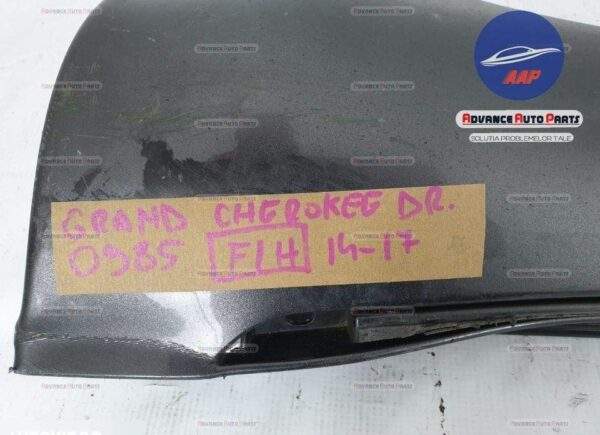 AAP
ADVANCE AUTO PARTS
SOLUTIA PROBLEMELOR TALE
GRAND CHEROKEE DR.
0985 FLH 14-17